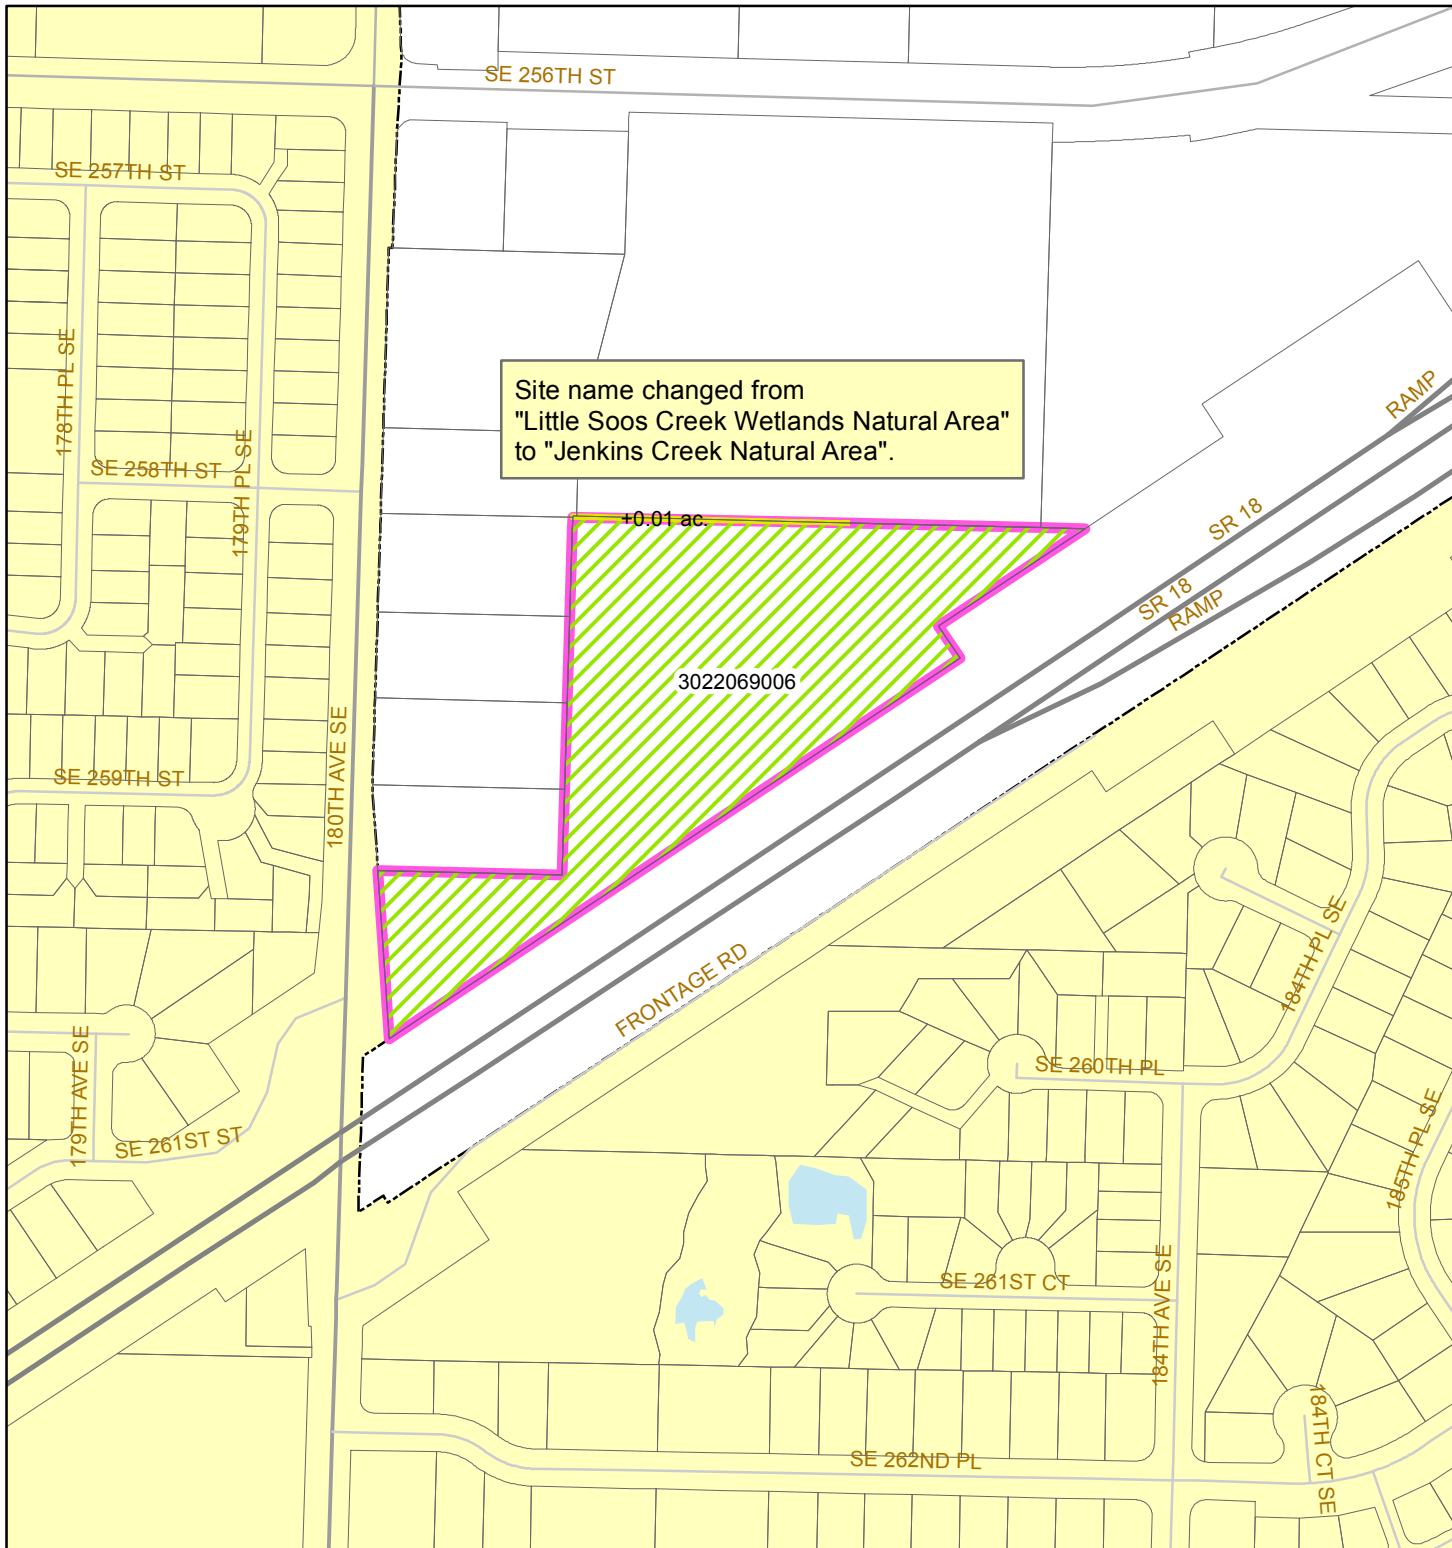 SE 256TH ST
SE 257TH ST
178TH PL SE
179TH PL SE
SE 258TH ST
Site name changed from
"Little Soos Creek Wetlands Natural Area"
to "Jenkins Creek Natural Area".
RAMP
+0.01 ac.
SR 18
SR 18
RAMP
3022069006
180TH AVE SE
SE 259TH ST
184TH PL SE
FRONTAGE RD
179TH AVE SE
SE 260TH PL
SE 261ST ST
185TH PL SE
SE 261ST CT
184TH AVE SE
184TH CT SE
SE 262ND PL